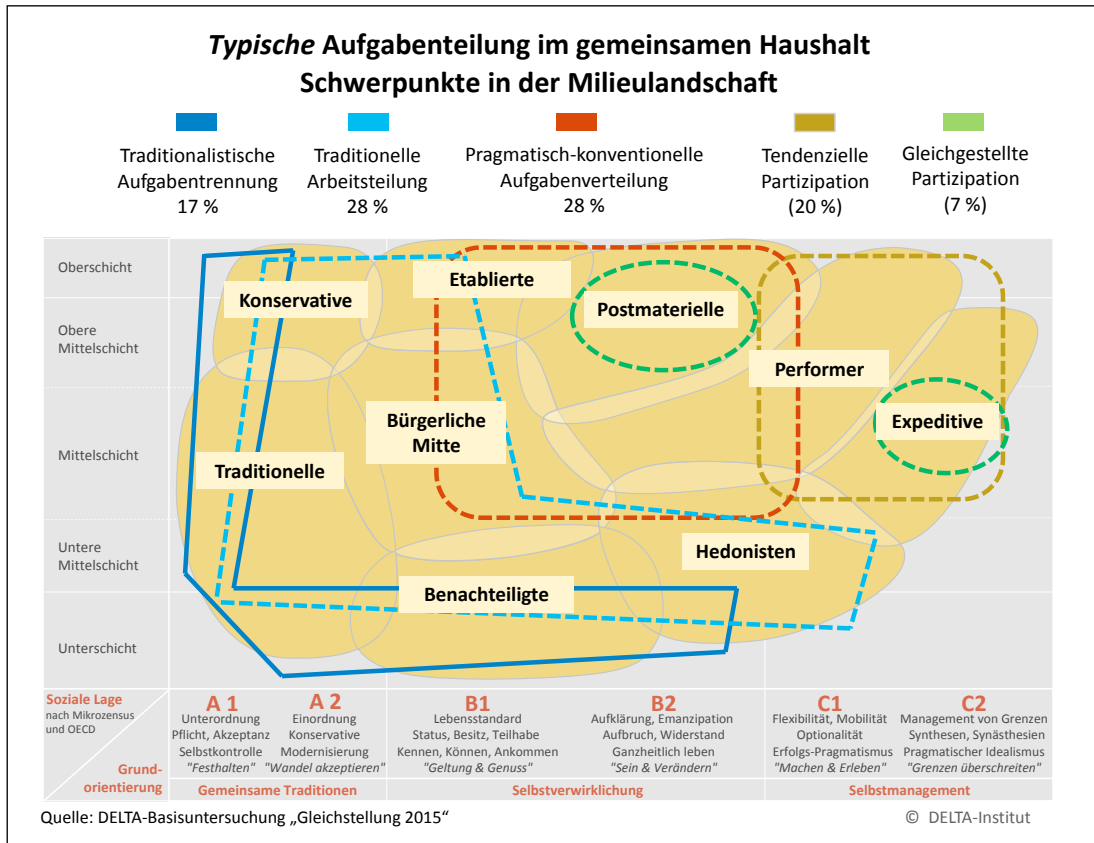 Typische Aufgabenteilung im gemeinsamen Haushalt
Schwerpunkte in der Milieulandschaft
Traditionalistische
Aufgabentrennung
17 %
Traditionelle
Arbeitsteilung
28 %
Pragmatisch-konventionelle
Aufgabenverteilung
28 %
Tendenzielle
Partizipation
(20 %)
Gleichgestellte
Partizipation
(7 %)
Oberschicht
Obere
Mittelschicht
Mittelschicht
Untere
Mittelschicht
Unterschicht
Konservative
Etablierte
Postmaterielle
Performer
Expeditive
Bürgerliche
Mitte
Traditionelle
Hedonisten
Benachteiligte
Soziale Lage
nach Mikrozensus
und OECD
Grund-
orientierung
A 1
Unterordnung
Pflicht, Akzeptanz
Selbstkontrolle
"Festhalten"
A 2
Einordnung
Konservative
Modernisierung
"Wandel akzeptieren"
B1
Lebensstandard
Status, Besitz, Teilhabe
Kennen, Können, Ankommen
"Geltung & Genuss"
B2
Aufklärung, Emanzipation
Aufbruch, Widerstand
Ganzheitlich leben
"Sein & Verändern"
C1
Flexibilität, Mobilität
Optionalität
Erfolgs-Pragmatismus
"Machen & Erleben"
C2
Management von Grenzen
Synthesen, Synästhesien
Pragmatischer Idealismus
"Grenzen überschreiten"
Gemeinsame Traditionen
Selbstverwirklichung
Selbstmanagement
Quelle: DELTA-Basisuntersuchung „Gleichstellung 2015“
© DELTA-Institut